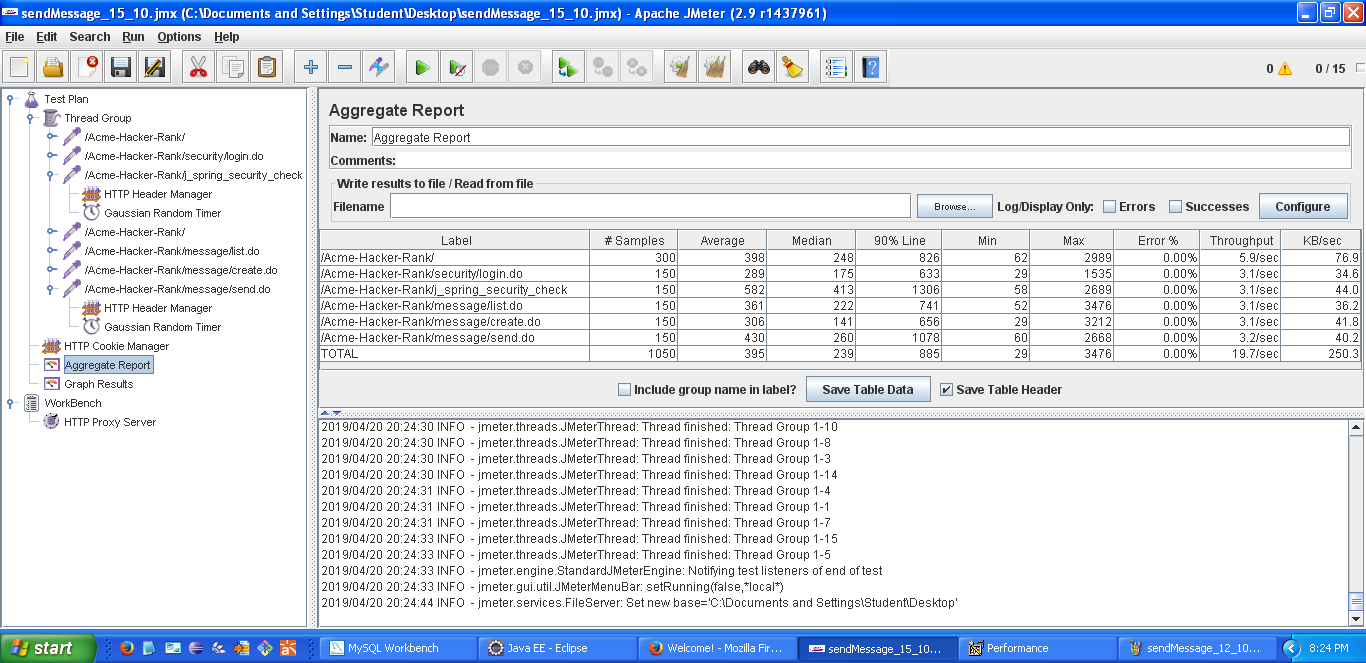 sendMessage_15_10.jmx (C:\Documents and Settings\Student\Desktop\sendMessage_15_10.jmx) - Apache JMeter (2.9 r1437961)
File Edit Search Run Options Help
0 0 / 15
Test Plan
Thread Group
/Acme-Hacker-Rank/
/Acme-Hacker-Rank/security/login.do
/Acme-Hacker-Rank/j_spring_security_check
HTTP Header Manager
Gaussian Random Timer
/Acme-Hacker-Rank/
/Acme-Hacker-Rank/message/list.do
/Acme-Hacker-Rank/message/create.do
/Acme-Hacker-Rank/message/send.do
HTTP Header Manager
Gaussian Random Timer
HTTP Cookie Manager
Aggregate Report
Graph Results
WorkBench
HTTP Proxy Server
Aggregate Report
Name: Aggregate Report
Comments:
Write results to file / Read from file
Filename Browse... Log/Display Only: Errors Successes Configure
Label # Samples Average Median 90% Line Min Max Error % Throughput KB/sec
/Acme-Hacker-Rank/ 300 398 248 826 62 2989 0.00% 5.9/sec 76.9
/Acme-Hacker-Rank/security/login.do 150 289 175 633 29 1535 0.00% 3.1/sec 34.6
/Acme-Hacker-Rank/j_spring_security_check 150 582 413 1306 58 2689 0.00% 3.1/sec 44.0
/Acme-Hacker-Rank/message/list.do 150 361 222 741 52 3476 0.00% 3.1/sec 36.2
/Acme-Hacker-Rank/message/create.do 150 306 141 656 29 3212 0.00% 3.1/sec 41.8
/Acme-Hacker-Rank/message/send.do 150 430 260 1078 60 2668 0.00% 3.2/sec 40.2
TOTAL 1050 395 239 885 29 3476 0.00% 19.7/sec 250.3
Include group name in label? Save Table Data Save Table Header
2019/04/20 20:24:30 INFO - jmeter.threads.JMeterThread: Thread finished: Thread Group 1-10
2019/04/20 20:24:30 INFO - jmeter.threads.JMeterThread: Thread finished: Thread Group 1-8
2019/04/20 20:24:30 INFO - jmeter.threads.JMeterThread: Thread finished: Thread Group 1-3
2019/04/20 20:24:30 INFO - jmeter.threads.JMeterThread: Thread finished: Thread Group 1-14
2019/04/20 20:24:31 INFO - jmeter.threads.JMeterThread: Thread finished: Thread Group 1-4
2019/04/20 20:24:31 INFO - jmeter.threads.JMeterThread: Thread finished: Thread Group 1-1
2019/04/20 20:24:31 INFO - jmeter.threads.JMeterThread: Thread finished: Thread Group 1-7
2019/04/20 20:24:33 INFO - jmeter.threads.JMeterThread: Thread finished: Thread Group 1-15
2019/04/20 20:24:33 INFO - jmeter.threads.JMeterThread: Thread finished: Thread Group 1-5
2019/04/20 20:24:33 INFO - jmeter.engine.StandardJMeterEngine: Notifying test listeners of end of test
2019/04/20 20:24:33 INFO - jmeter.gui.util.JMeterMenuBar: setRunning(false,*local*)
2019/04/20 20:24:44 INFO - jmeter.services.FileServer: Set new base='C:\Documents and Settings\Student\Desktop'
start MySQL Workbench Java EE - Eclipse Welcome! - Mozilla Fir... sendMessage_15_10... Performance sendMessage_12_10... 8:24 PM